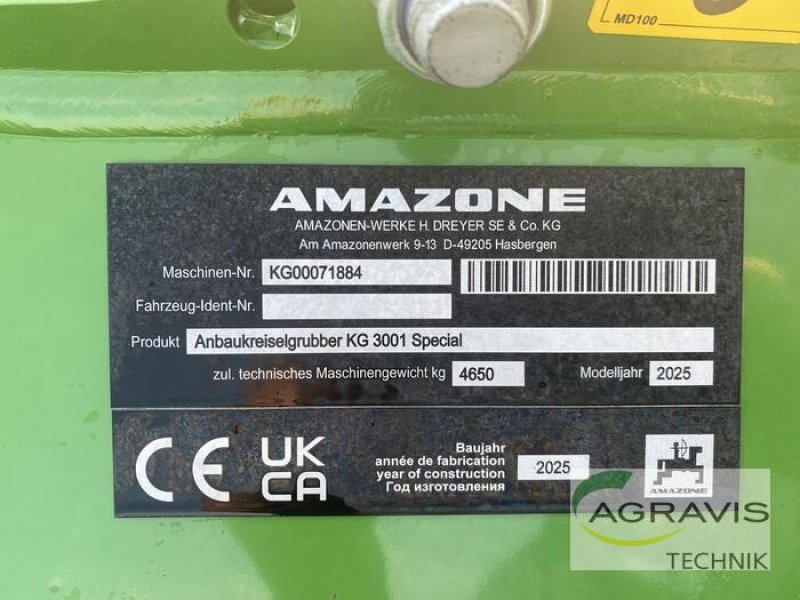 MD100
AMAZONE
AMAZONEN-WERKE H. DREYER SE & Co. KG
Am Amazonenwerk 9-13 D-49205 Hasbergen
Maschinen-Nr. KG00071884
Fahrzeug-Ident-Nr.
Produkt Anbaukreiselgrubber KG 3001 Special
zul. technisches Maschinengewicht kg 4650 Modelljahr 2025
CE UK CA
Baujahr
année de fabrication
year of construction 2025
Год изготовления
AMAZONE
AGRAVIS
TECHNIK